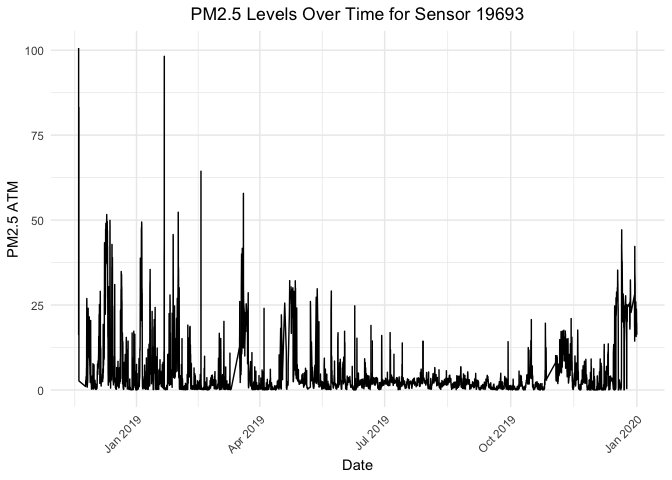 PM2.5 Levels Over Time for Sensor 19693
PM2.5 ATM
100
75
50
25
0
Jan 2019
Apr 2019
Jul 2019
Oct 2019
Jan 2020
Date